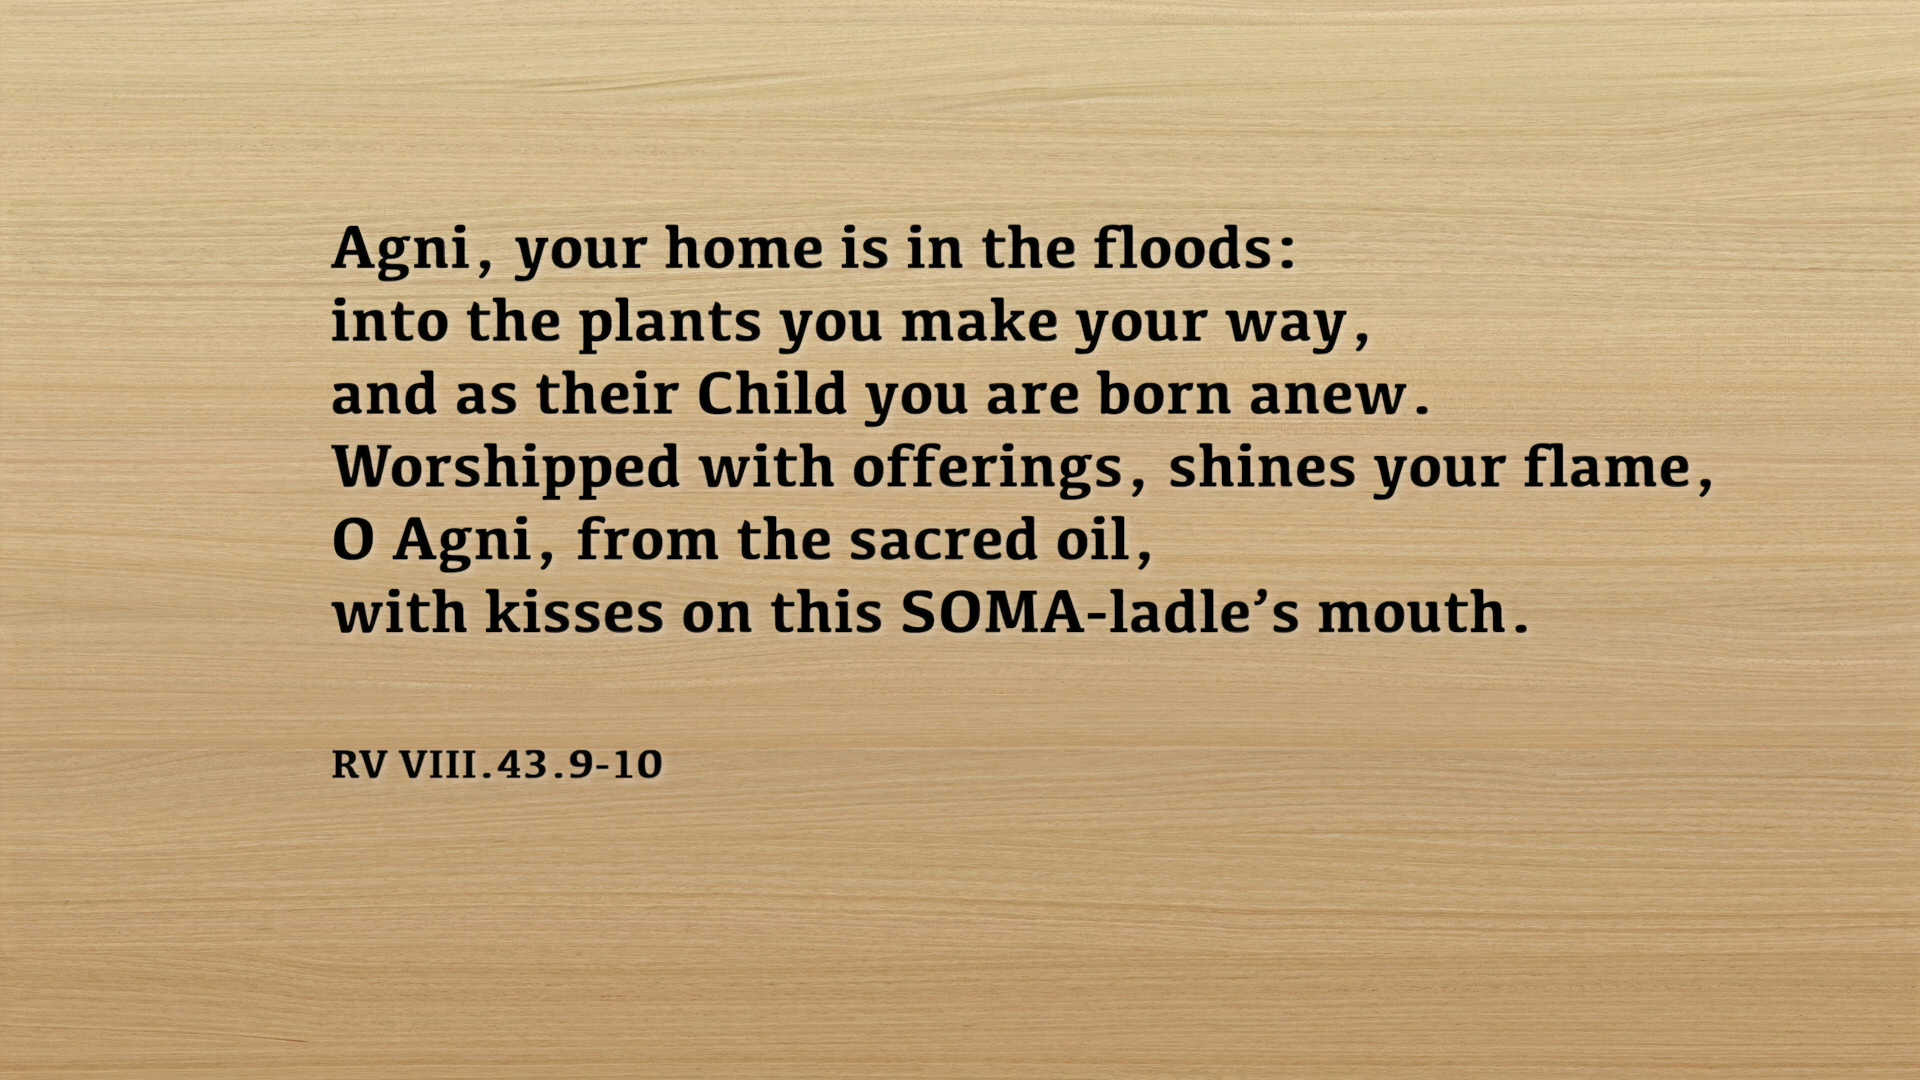 Agni, your home is in the floods:
into the plants you make your way,
and as their Child you are born anew.
Worshipped with offerings, shines your flame,
O Agni, from the sacred oil,
with kisses on this SOMA-ladle’s mouth.
RV VIII.43.9-10